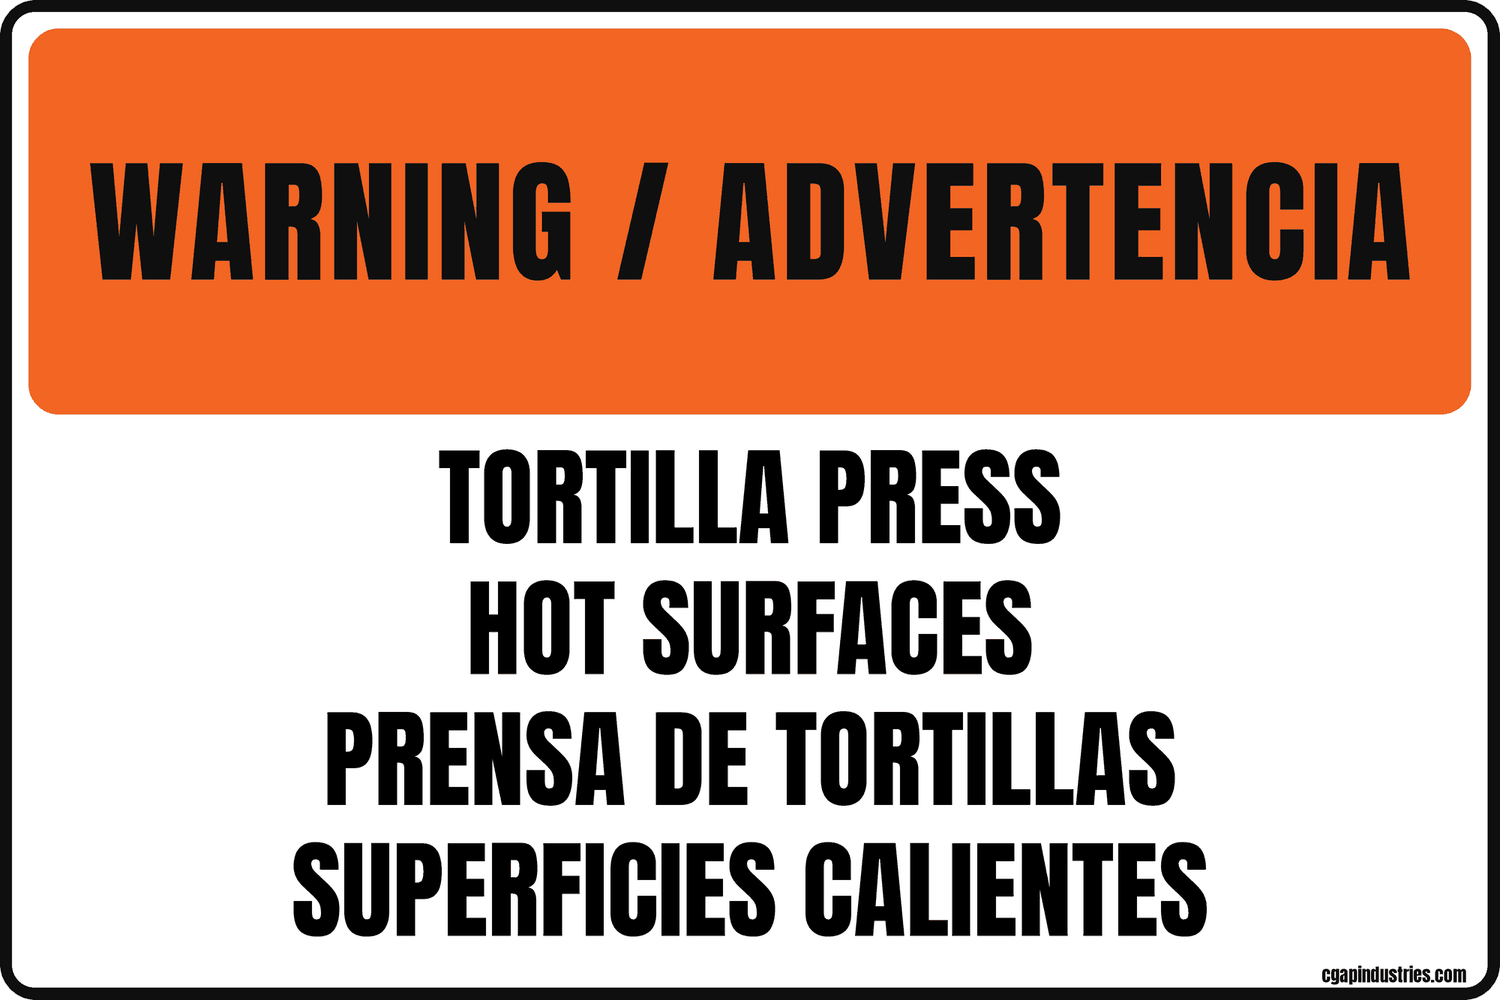 WARNING / ADVERTENCIA
TORTILLA PRESS
HOT SURFACES
PRENSA DE TORTILLAS
SUPERFICIES CALIENTES
cgapindustries.com